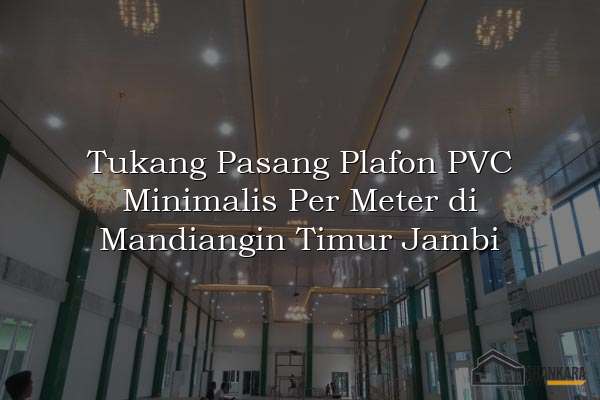 Tukang Pasang Plafon PVC
Minimalis Per Meter di
Mandiangin Timur Jambi